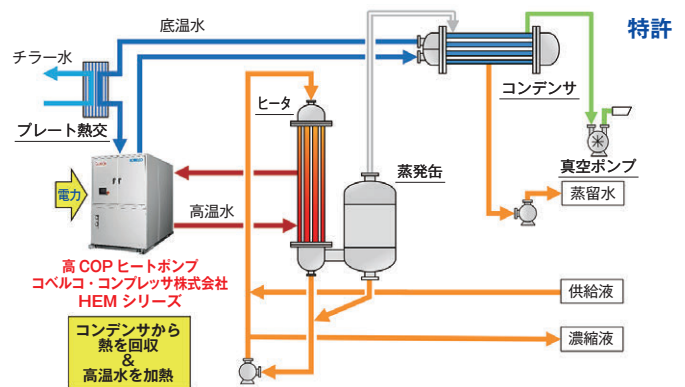 底温水
特許
チラー水
コンデンサ
ヒータ
プレート熱交
蒸発缶
真空ポンプ
電力
蒸留水
高温水
高COPヒートポンプ
コベルコ・コンプレッサ株式会社
HEMシリーズ
供給液
コンデンサから
熱を回収
&
高温水を加熱
濃縮液